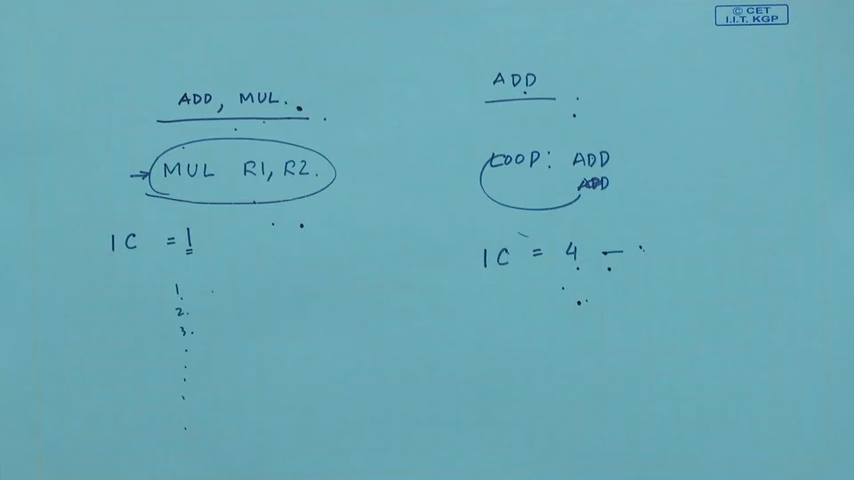 © CET
I.I.T. KGP
ADD, MUL.
MUL R1, R2.
IC = 1
1.
2.
3.
ADD
LOOP: ADD
ADD
IC = 4 –